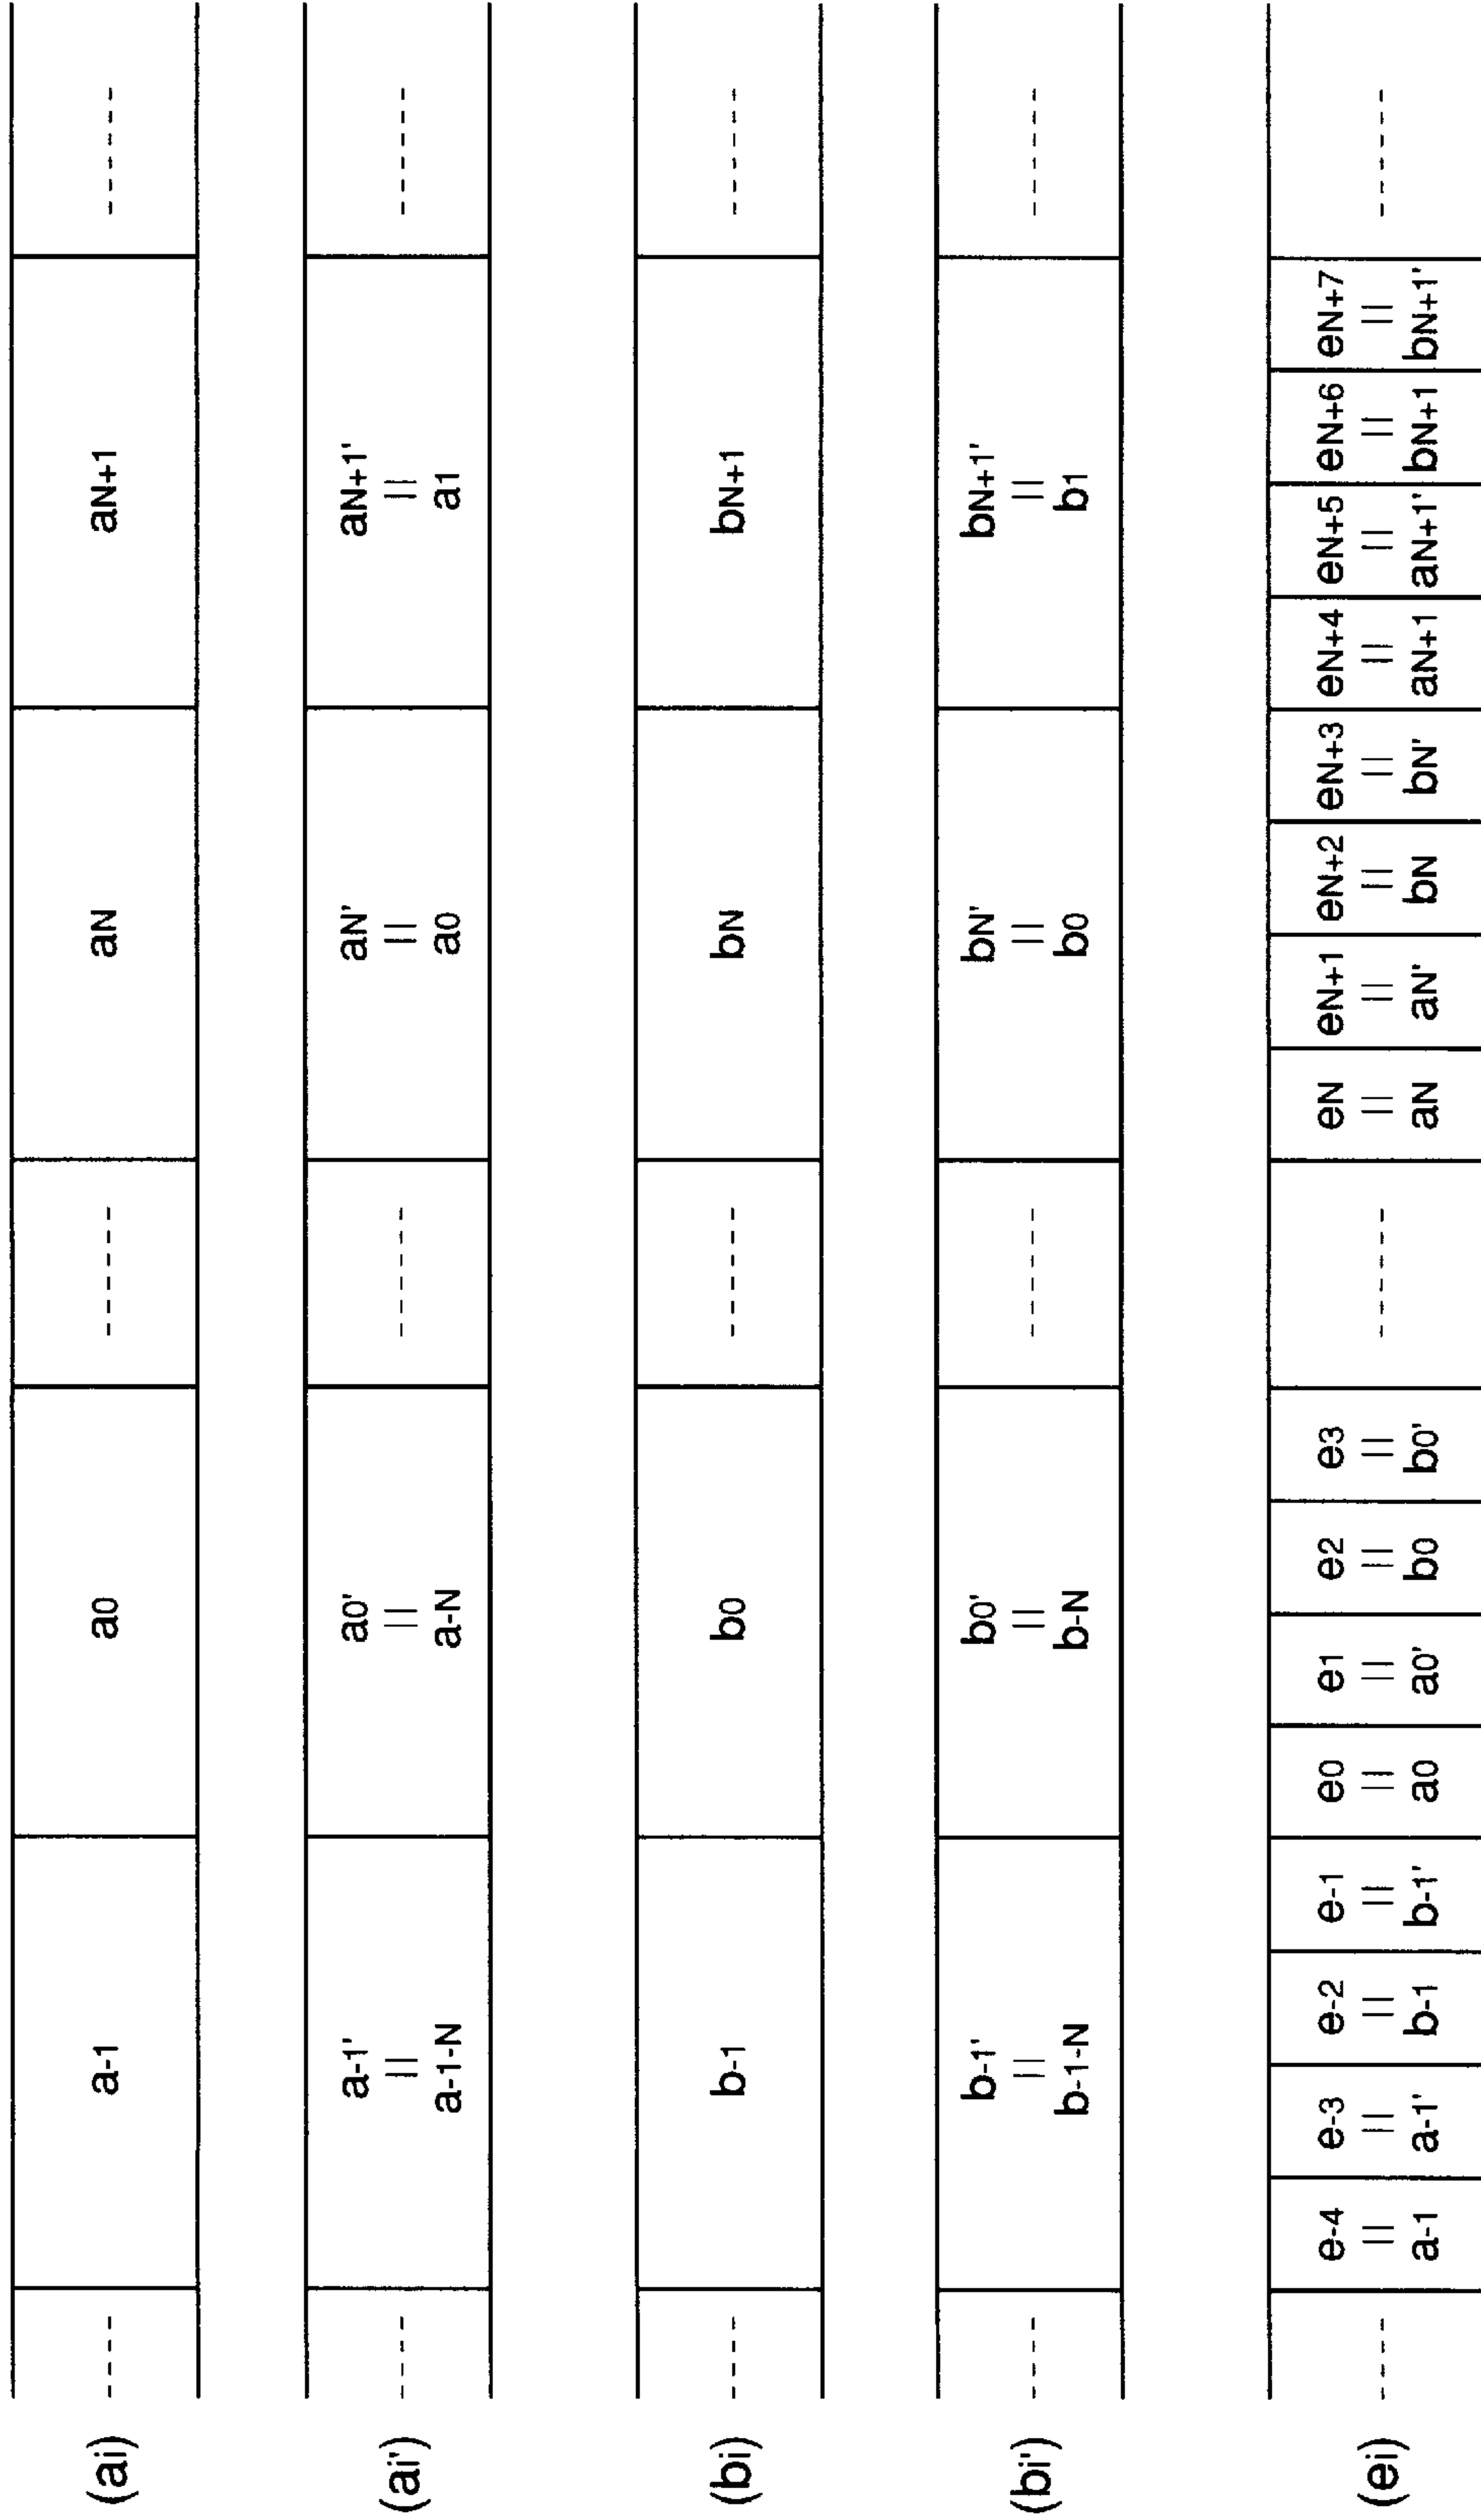 (ai) a-1 a0 aN aN+1
(ai') a-1' a0' aN' aN+1'
|| || || ||
a-1-N a-N a0 a1
(bi) b-1 b0 bN bN+1
(bi') b-1' b0' bN' bN+1'
|| || || ||
b-1-N b-N b0 b1
(ei) e-4 e-3 e-2 e-1 e0 e1 e2 e3 eN eN+1 eN+2 eN+3 eN+4 eN+5 eN+6 eN+7
|| || || || || || || || || || || || || || || ||
a-1 a-1' b-1 b-1' a0 a0' b0 b0' aN aN' bN bN' aN+1 aN+1' bN+1 bN+1'